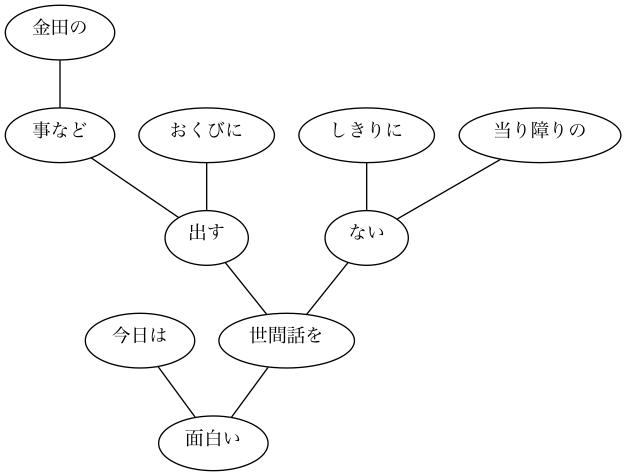 金田の
事など
おくびに
しきりに
当り障りの
出す
ない
今日は
世間話を
面白い